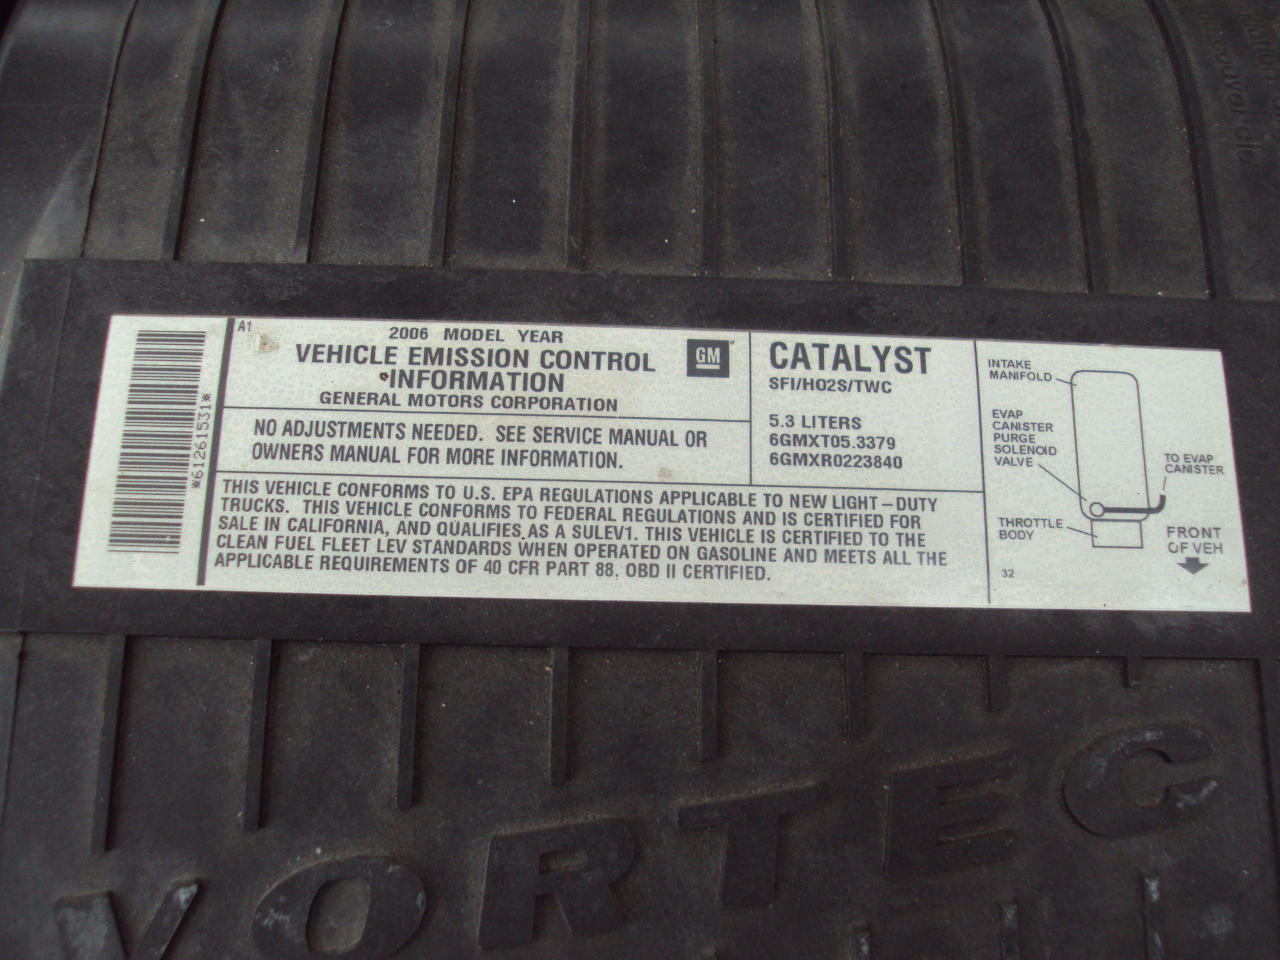 *61261531*
A1
2006 MODEL YEAR
VEHICLE EMISSION CONTROL
INFORMATION
GENERAL MOTORS CORPORATION
GM
NO ADJUSTMENTS NEEDED. SEE SERVICE MANUAL OR
OWNERS MANUAL FOR MORE INFORMATION.
CATALYST
SFI/HO2S/TWC
5.3 LITERS
6GMXT05.3379
6GMXR0223840
THIS VEHICLE CONFORMS TO U.S. EPA REGULATIONS APPLICABLE TO NEW LIGHT-DUTY
TRUCKS. THIS VEHICLE CONFORMS TO FEDERAL REGULATIONS AND IS CERTIFIED FOR
SALE IN CALIFORNIA, AND QUALIFIES AS A SULEV1. THIS VEHICLE IS CERTIFIED TO THE
CLEAN FUEL FLEET LEV STANDARDS WHEN OPERATED ON GASOLINE AND MEETS ALL THE
APPLICABLE REQUIREMENTS OF 40 CFR PART 88. OBD II CERTIFIED.
INTAKE
MANIFOLD
EVAP
CANISTER
PURGE
SOLENOID
VALVE
TO EVAP
CANISTER
THROTTLE
BODY
FRONT
OF VEH
32
VORTEC